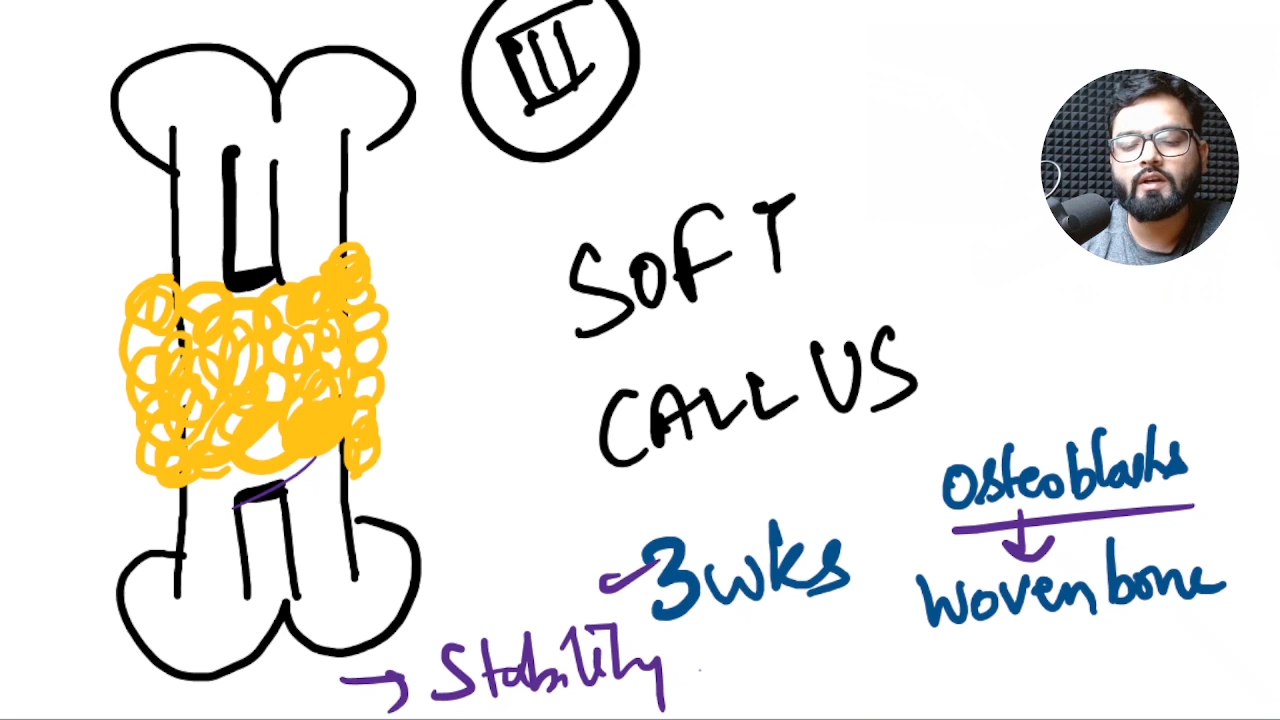 III
SOFT
CALLUS
Osteoblasts
3wks
Woven bone
Stability